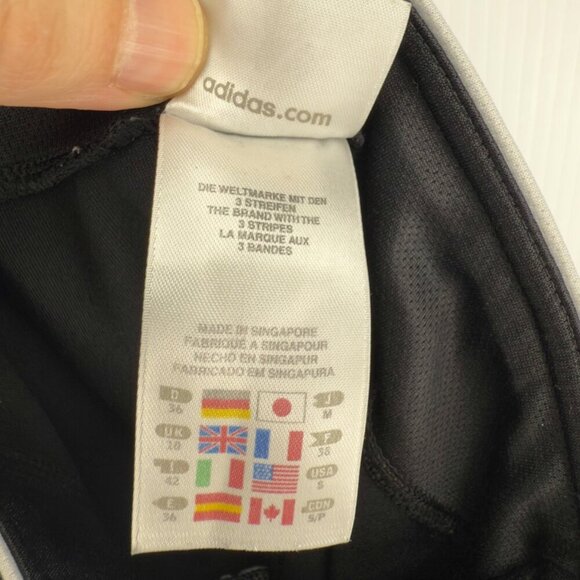 adidas.com
DIE WELTMARKE MIT DEN
3 STREIFEN
THE BRAND WITH THE
3 STRIPES
LA MARQUE AUX
3 BANDES
MADE IN SINGAPORE
FABRIQUÉ A SINGAPOUR
HECHO EN SINGAPUR
FABRICADO EM SINGAPURA
D J
36 M
UK F
10 38
I USA
42 S
E CDN
36 S/P